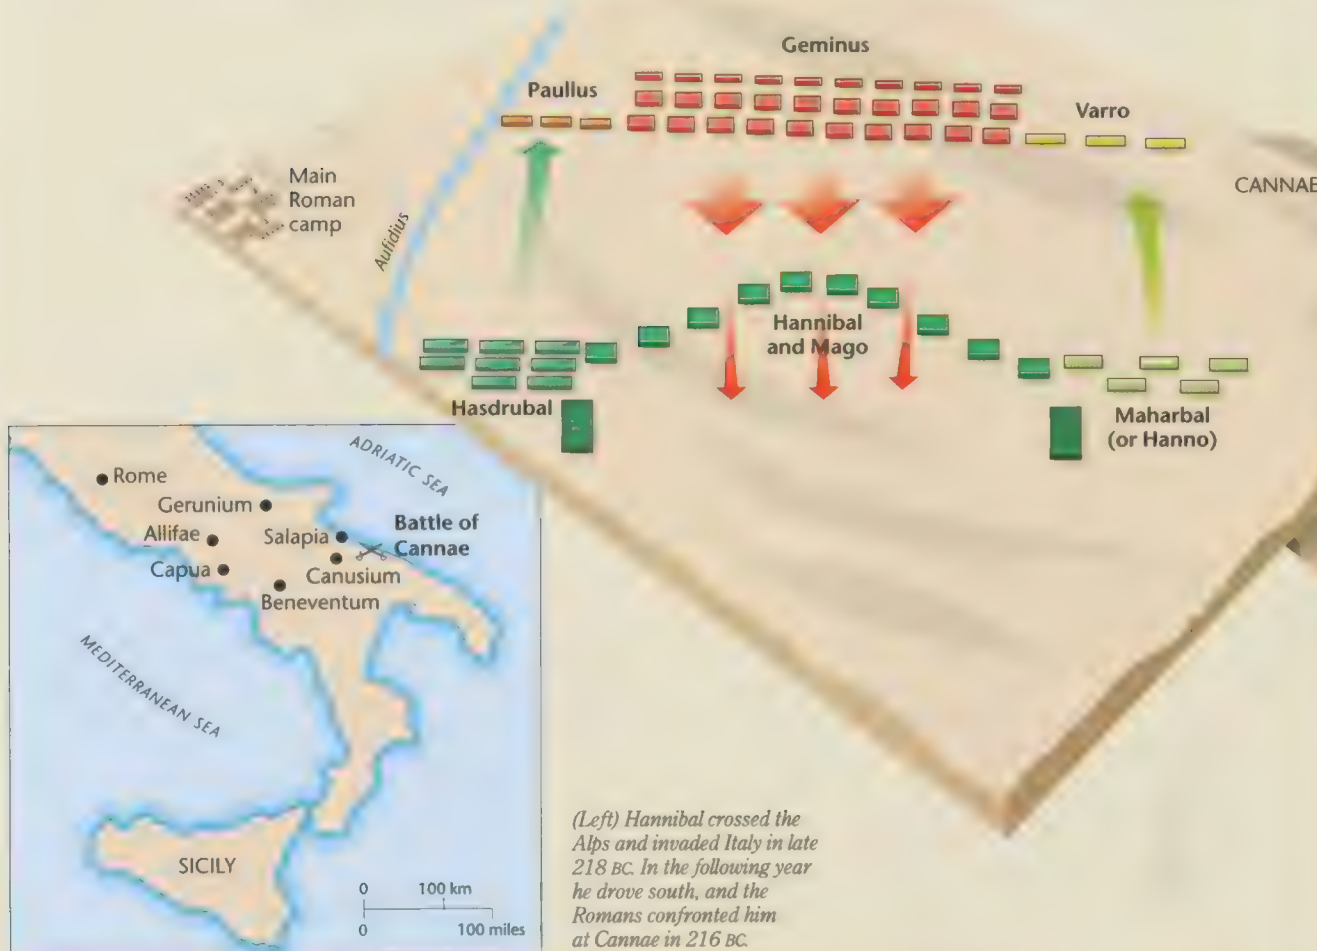 Geminus
Paullus
Varro
Main
Roman
camp
CANNAE
Aufidius
Hannibal
and Mago
Hasdrubal
Maharbal
(or Hanno)
ADRIATIC SEA
Rome
Gerunium
Allifae
Salapia
Battle of
Cannae
Capua
Canusium
Beneventum
MEDITERRANEAN SEA
SICILY
0 100 km
0 100 miles
(Left) Hannibal crossed the
Alps and invaded Italy in late
218 BC. In the following year
he drove south, and the
Romans confronted him
at Cannae in 216 BC.